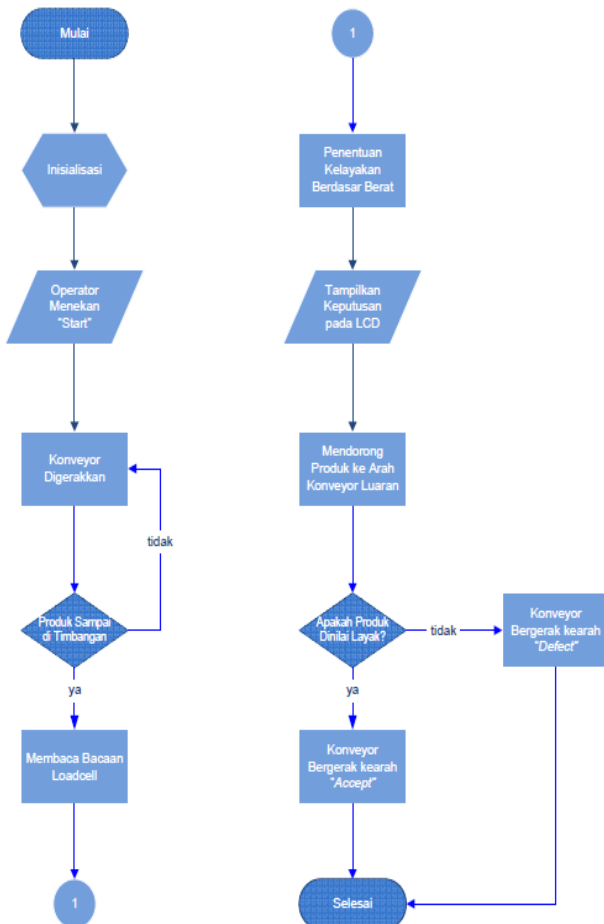 Mulai
Inisialisasi
Operator
Menekan
"Start"
Konveyor
Digerakkan
tidak
Produk Sampai
di Timbangan
ya
Membaca Bacaan
Loadcell
1
1
Penentuan
Kelayakan
Berdasar Berat
Tampilkan
Keputusan
pada LCD
Mendorong
Produk ke Arah
Konveyor Luaran
Apakah Produk
Dinilai Layak?
tidak
Konveyor
Bergerak kearah
"Defect"
ya
Konveyor
Bergerak kearah
"Accept"
Selesai